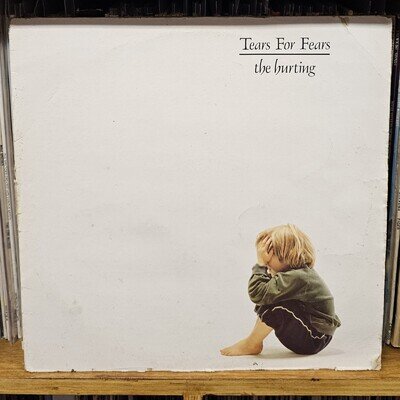 Tears For Fears
the hurting